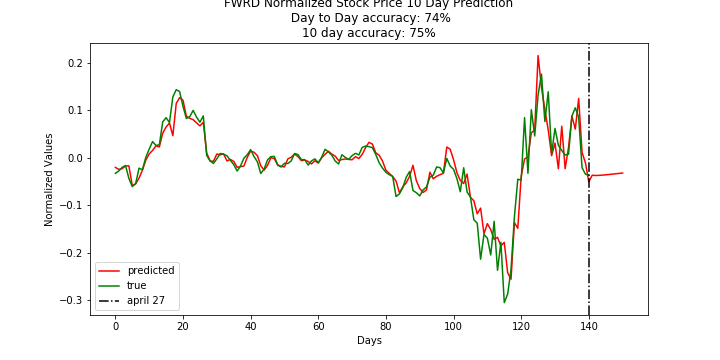 FWRD Normalized Stock Price 10 Day Prediction
Day to Day accuracy: 74%
10 day accuracy: 75%
0.2
0.1
0.0
−0.1
−0.2
−0.3
Normalized Values
predicted
true
april 27
0 20 40 60 80 100 120 140
Days